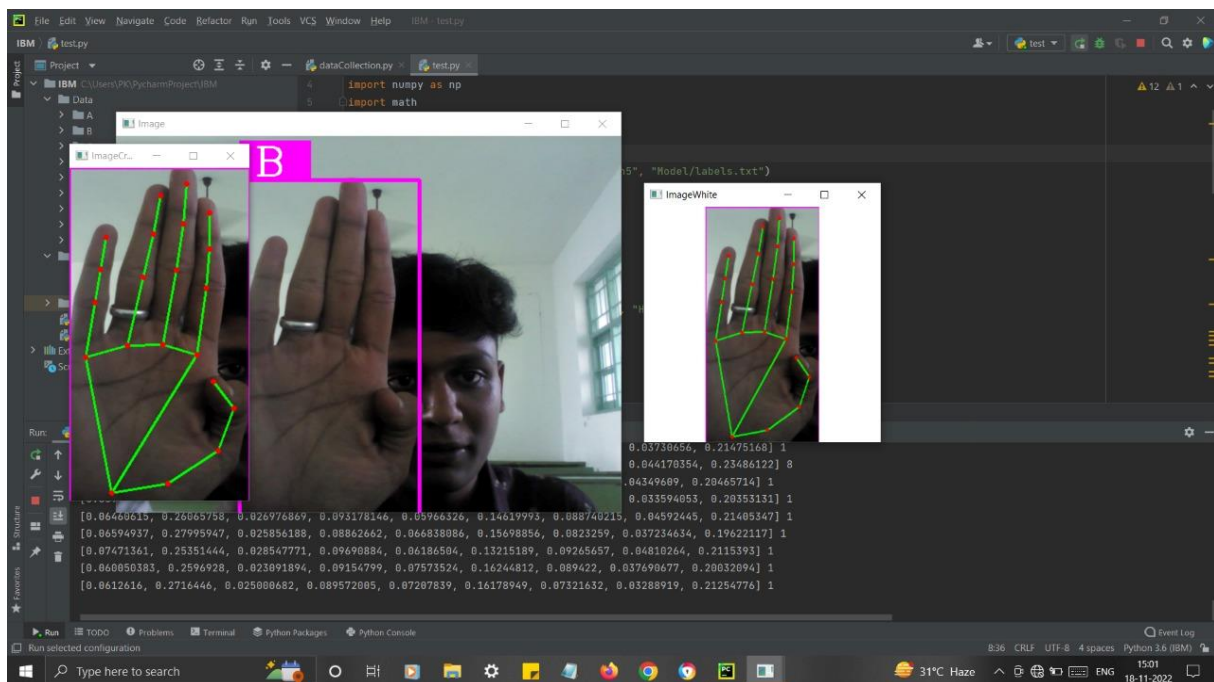 File Edit View Navigate Code Refactor Run Tools VCS Window Help IBM - test.py
IBM test.py test
Project dataCollection.py test.py
IBM C:\Users\PK\PycharmProject\IBM 4 import numpy as np 12 1
Data 5 import math
A
B
Image
ImageCr...
B
", "Model/labels.txt")
ImageWhite
Run:
0.03730656, 0.21475168] 1
0.044170354, 0.23486122] 8
.04349609, 0.20465714] 1
0.033594053, 0.20353131] 1
[0.06460615, 0.26065758, 0.026976869, 0.093178146, 0.05966326, 0.14619993, 0.088740215, 0.04592445, 0.21405347] 1
[0.06594937, 0.27995947, 0.025856188, 0.08862662, 0.066838086, 0.15698856, 0.0823259, 0.037234634, 0.19622117] 1
[0.07471361, 0.25351444, 0.028547771, 0.09690884, 0.06186504, 0.13215189, 0.09265657, 0.04810264, 0.2115393] 1
[0.060050383, 0.2596928, 0.023091894, 0.09154799, 0.07573524, 0.16244812, 0.089422, 0.037690677, 0.20032094] 1
[0.0612616, 0.2716446, 0.025000682, 0.089572005, 0.07207839, 0.16178949, 0.07321632, 0.03288919, 0.21254776] 1
Structure
Favorites
Run TODO Problems Terminal Python Packages Python Console Event Log
Run selected configuration 8:36 CRLF UTF-8 4 spaces Python 3.6 (IBM)
Type here to search 31°C Haze ENG 15:01
18-11-2022